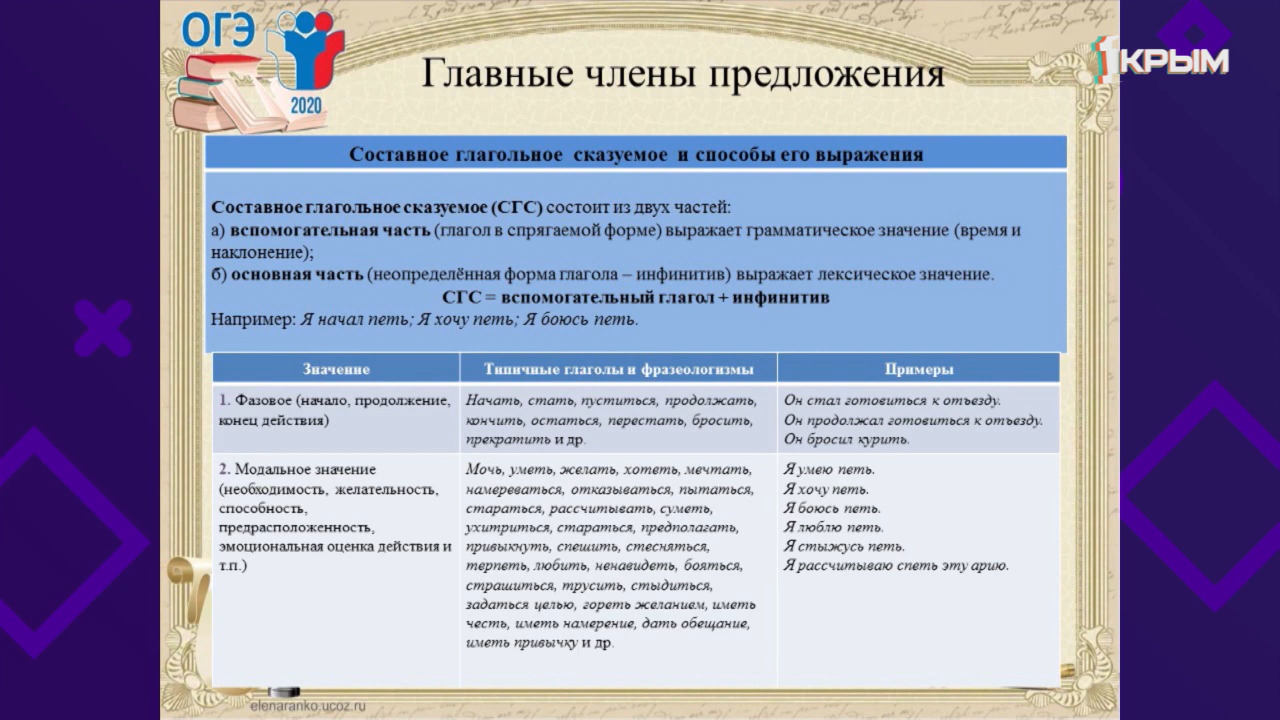 ОГЭ
2020
1КРЫМ
Главные члены предложения
Составное глагольное сказуемое и способы его выражения
Составное глагольное сказуемое (СГС) состоит из двух частей:
а) вспомогательная часть (глагол в спрягаемой форме) выражает грамматическое значение (время и
наклонение);
б) основная часть (неопределённая форма глагола – инфинитив) выражает лексическое значение.
СГС = вспомогательный глагол + инфинитив
Например: Я начал петь; Я хочу петь; Я боюсь петь.
Значение
Типичные глаголы и фразеологизмы
Примеры
1. Фазовое (начало, продолжение,
конец действия)
Начать, стать, пуститься, продолжать,
кончить, остаться, перестать, бросить,
прекратить и др.
Он стал готовиться к отъезду.
Он продолжал готовиться к отъезду.
Он бросил курить.
2. Модальное значение
(необходимость, желательность,
способность,
предрасположенность,
эмоциональная оценка действия и
т.п.)
Мочь, уметь, желать, хотеть, мечтать,
намереваться, отказываться, пытаться,
стараться, рассчитывать, суметь,
ухитриться, стараться, предполагать,
привыкнуть, спешить, стесняться,
терпеть, любить, ненавидеть, бояться,
страшиться, трусить, стыдиться,
задаться целью, гореть желанием, иметь
честь, иметь намерение, дать обещание,
иметь привычку и др.
Я умею петь.
Я хочу петь.
Я боюсь петь.
Я люблю петь.
Я стыжусь петь.
Я рассчитываю спеть эту арию.
elenaranko.ucoz.ru